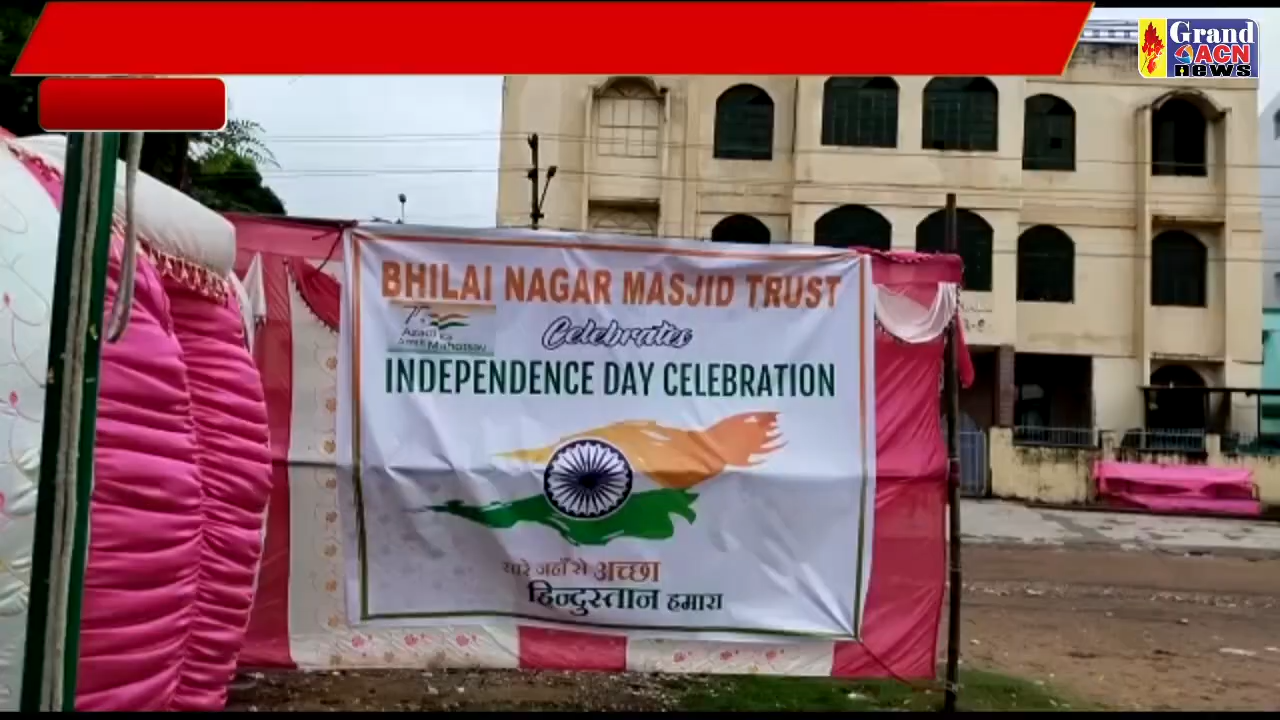 Grand
ACN
news
BHILAI NAGAR MASJID TRUST
Azadi Ka
Amrit Mahotsav
Celebrates
INDEPENDENCE DAY CELEBRATION
सारे जहाँ से अच्छा
हिन्दुस्तान हमारा